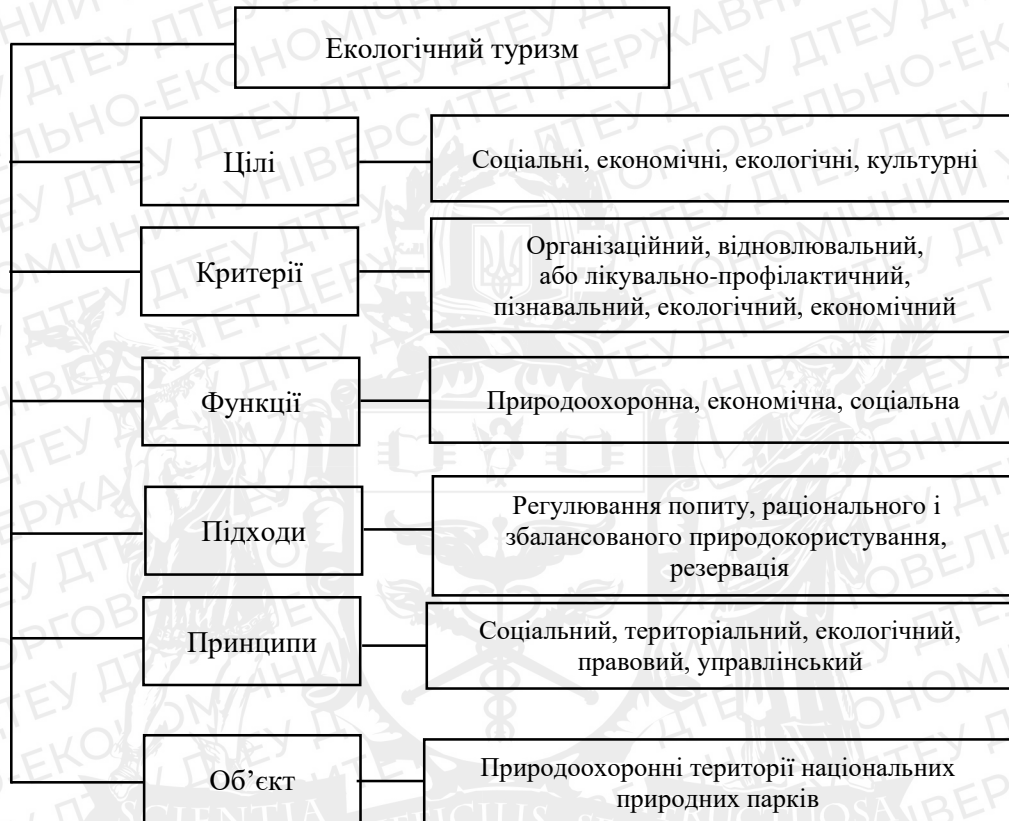 Екологічний туризм
Цілі
Соціальні, економічні, екологічні, культурні
Критерії
Організаційний, відновлювальний,
або лікувально-профілактичний,
пізнавальний, екологічний, економічний
Функції
Природоохоронна, економічна, соціальна
Підходи
Регулювання попиту, раціонального і
збалансованого природокористування,
резервація
Принципи
Соціальний, територіальний, екологічний,
правовий, управлінський
Об’єкт
Природоохоронні території національних
природних парків